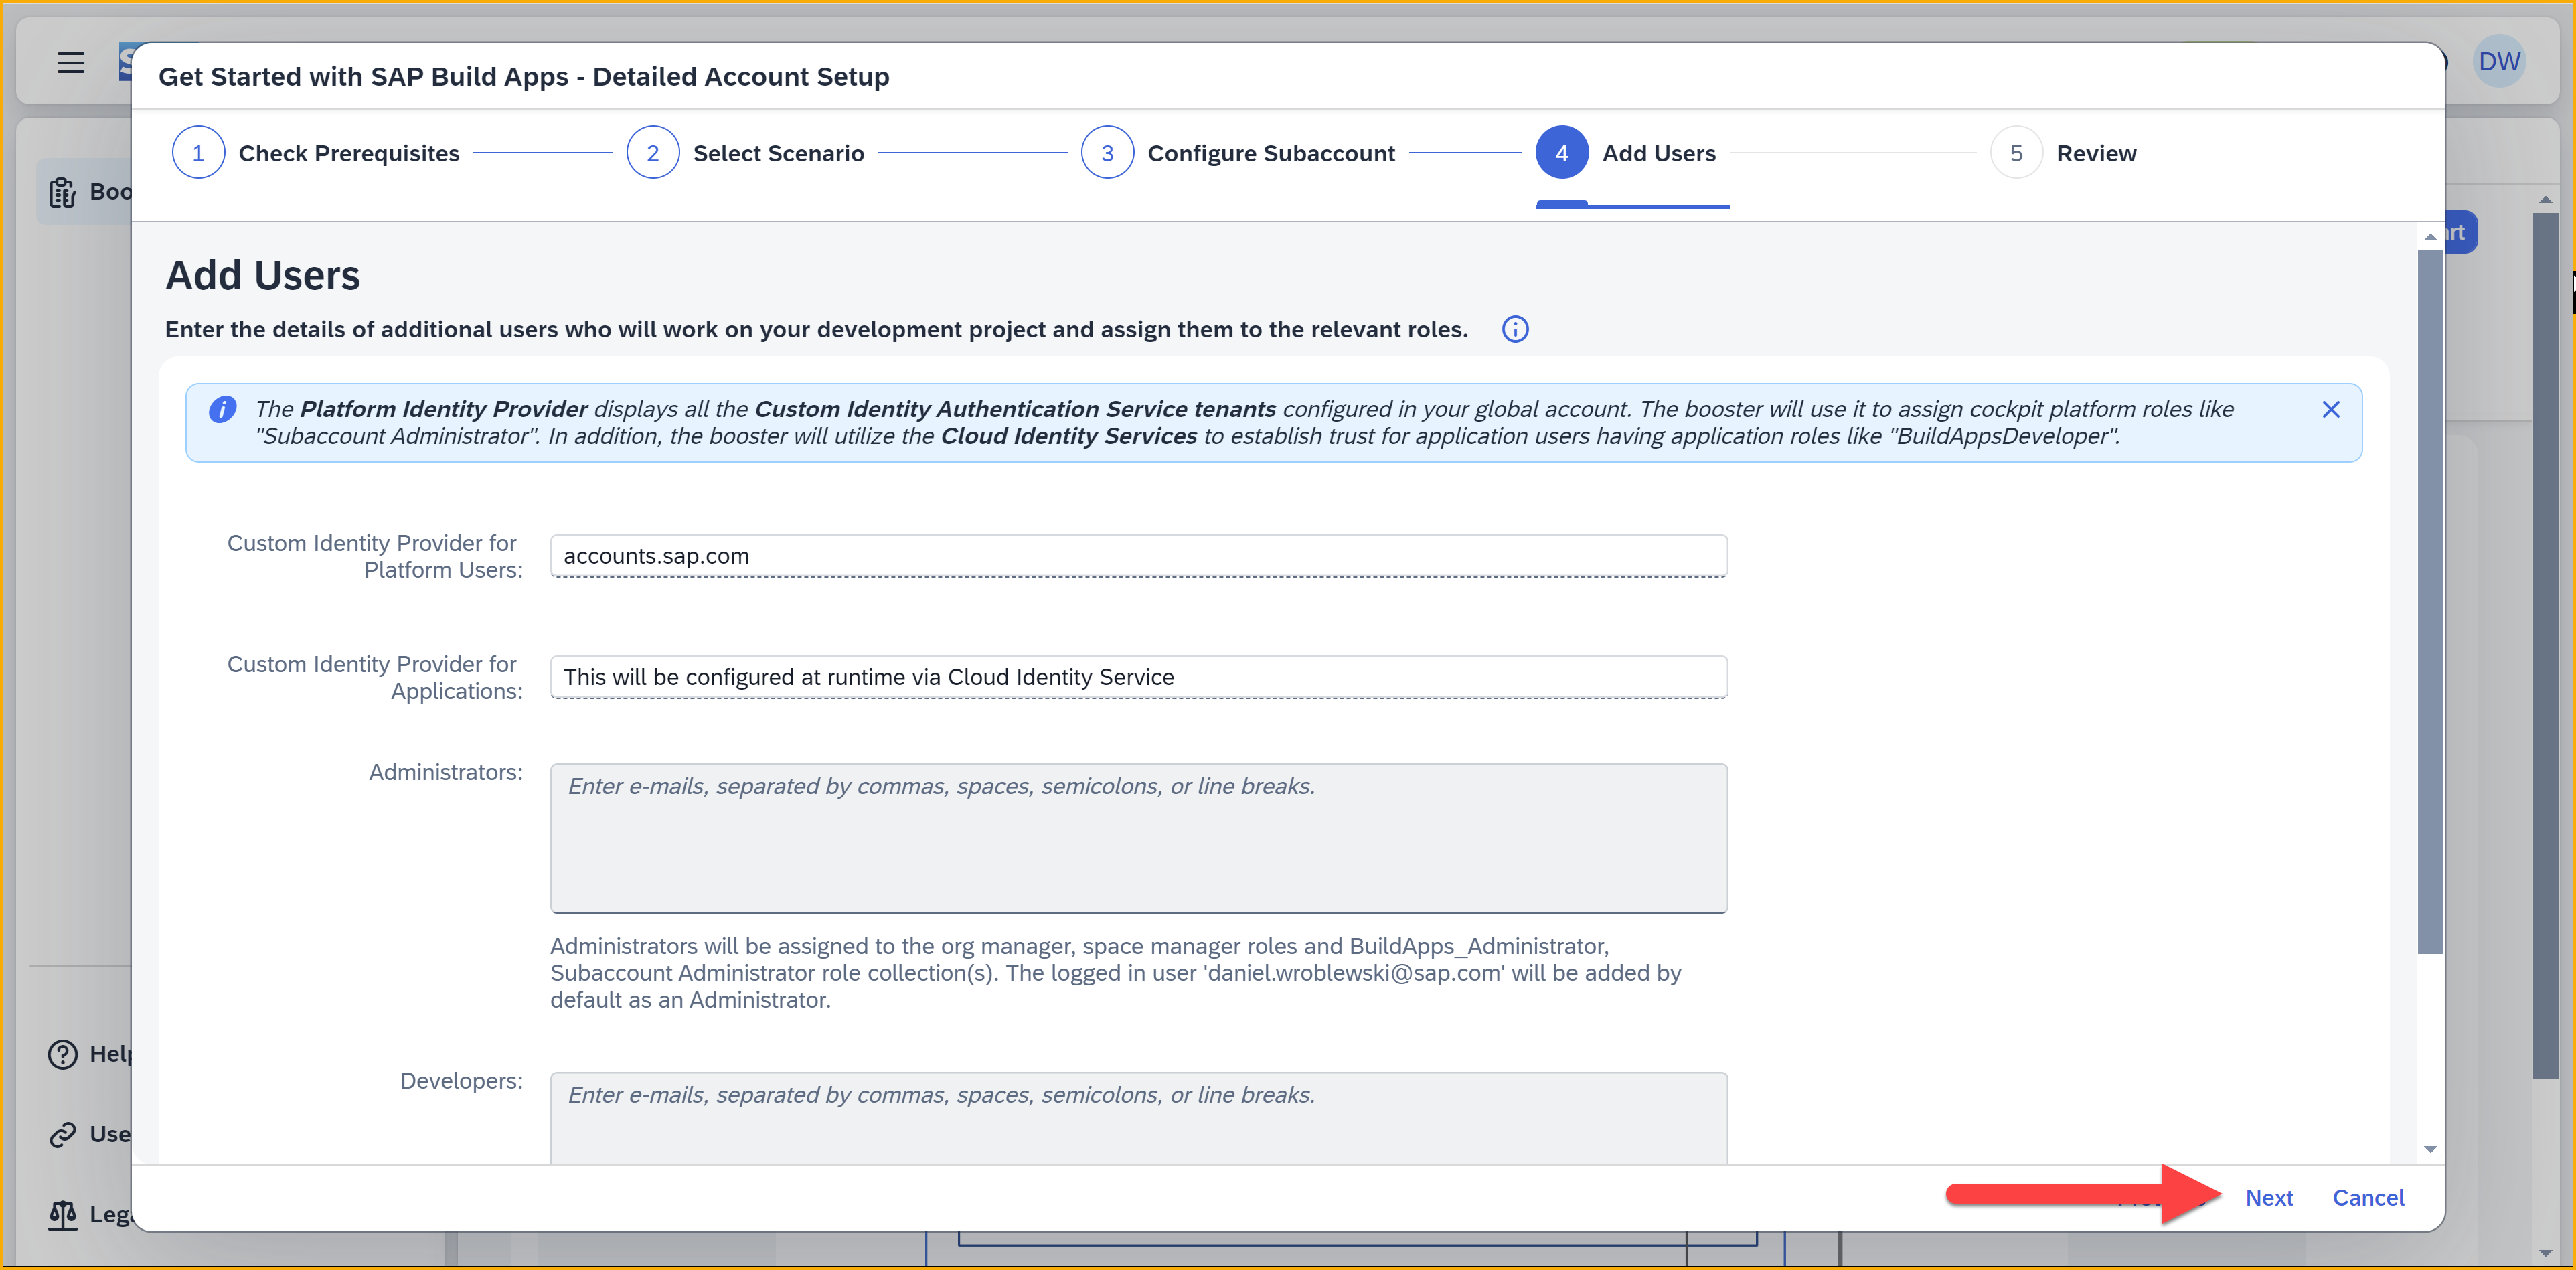 DW
Get Started with SAP Build Apps - Detailed Account Setup
1 Check Prerequisites
2 Select Scenario
3 Configure Subaccount
4 Add Users
5 Review
Add Users
Enter the details of additional users who will work on your development project and assign them to the relevant roles.
The Platform Identity Provider displays all the Custom Identity Authentication Service tenants configured in your global account. The booster will use it to assign cockpit platform roles like
"Subaccount Administrator". In addition, the booster will utilize the Cloud Identity Services to establish trust for application users having application roles like "BuildAppsDeveloper".
Custom Identity Provider for
Platform Users:
accounts.sap.com
Custom Identity Provider for
Applications:
This will be configured at runtime via Cloud Identity Service
Administrators:
Enter e-mails, separated by commas, spaces, semicolons, or line breaks.
Administrators will be assigned to the org manager, space manager roles and BuildApps_Administrator,
Subaccount Administrator role collection(s). The logged in user 'daniel.wroblewski@sap.com' will be added by
default as an Administrator.
Developers:
Enter e-mails, separated by commas, spaces, semicolons, or line breaks.
Next
Cancel